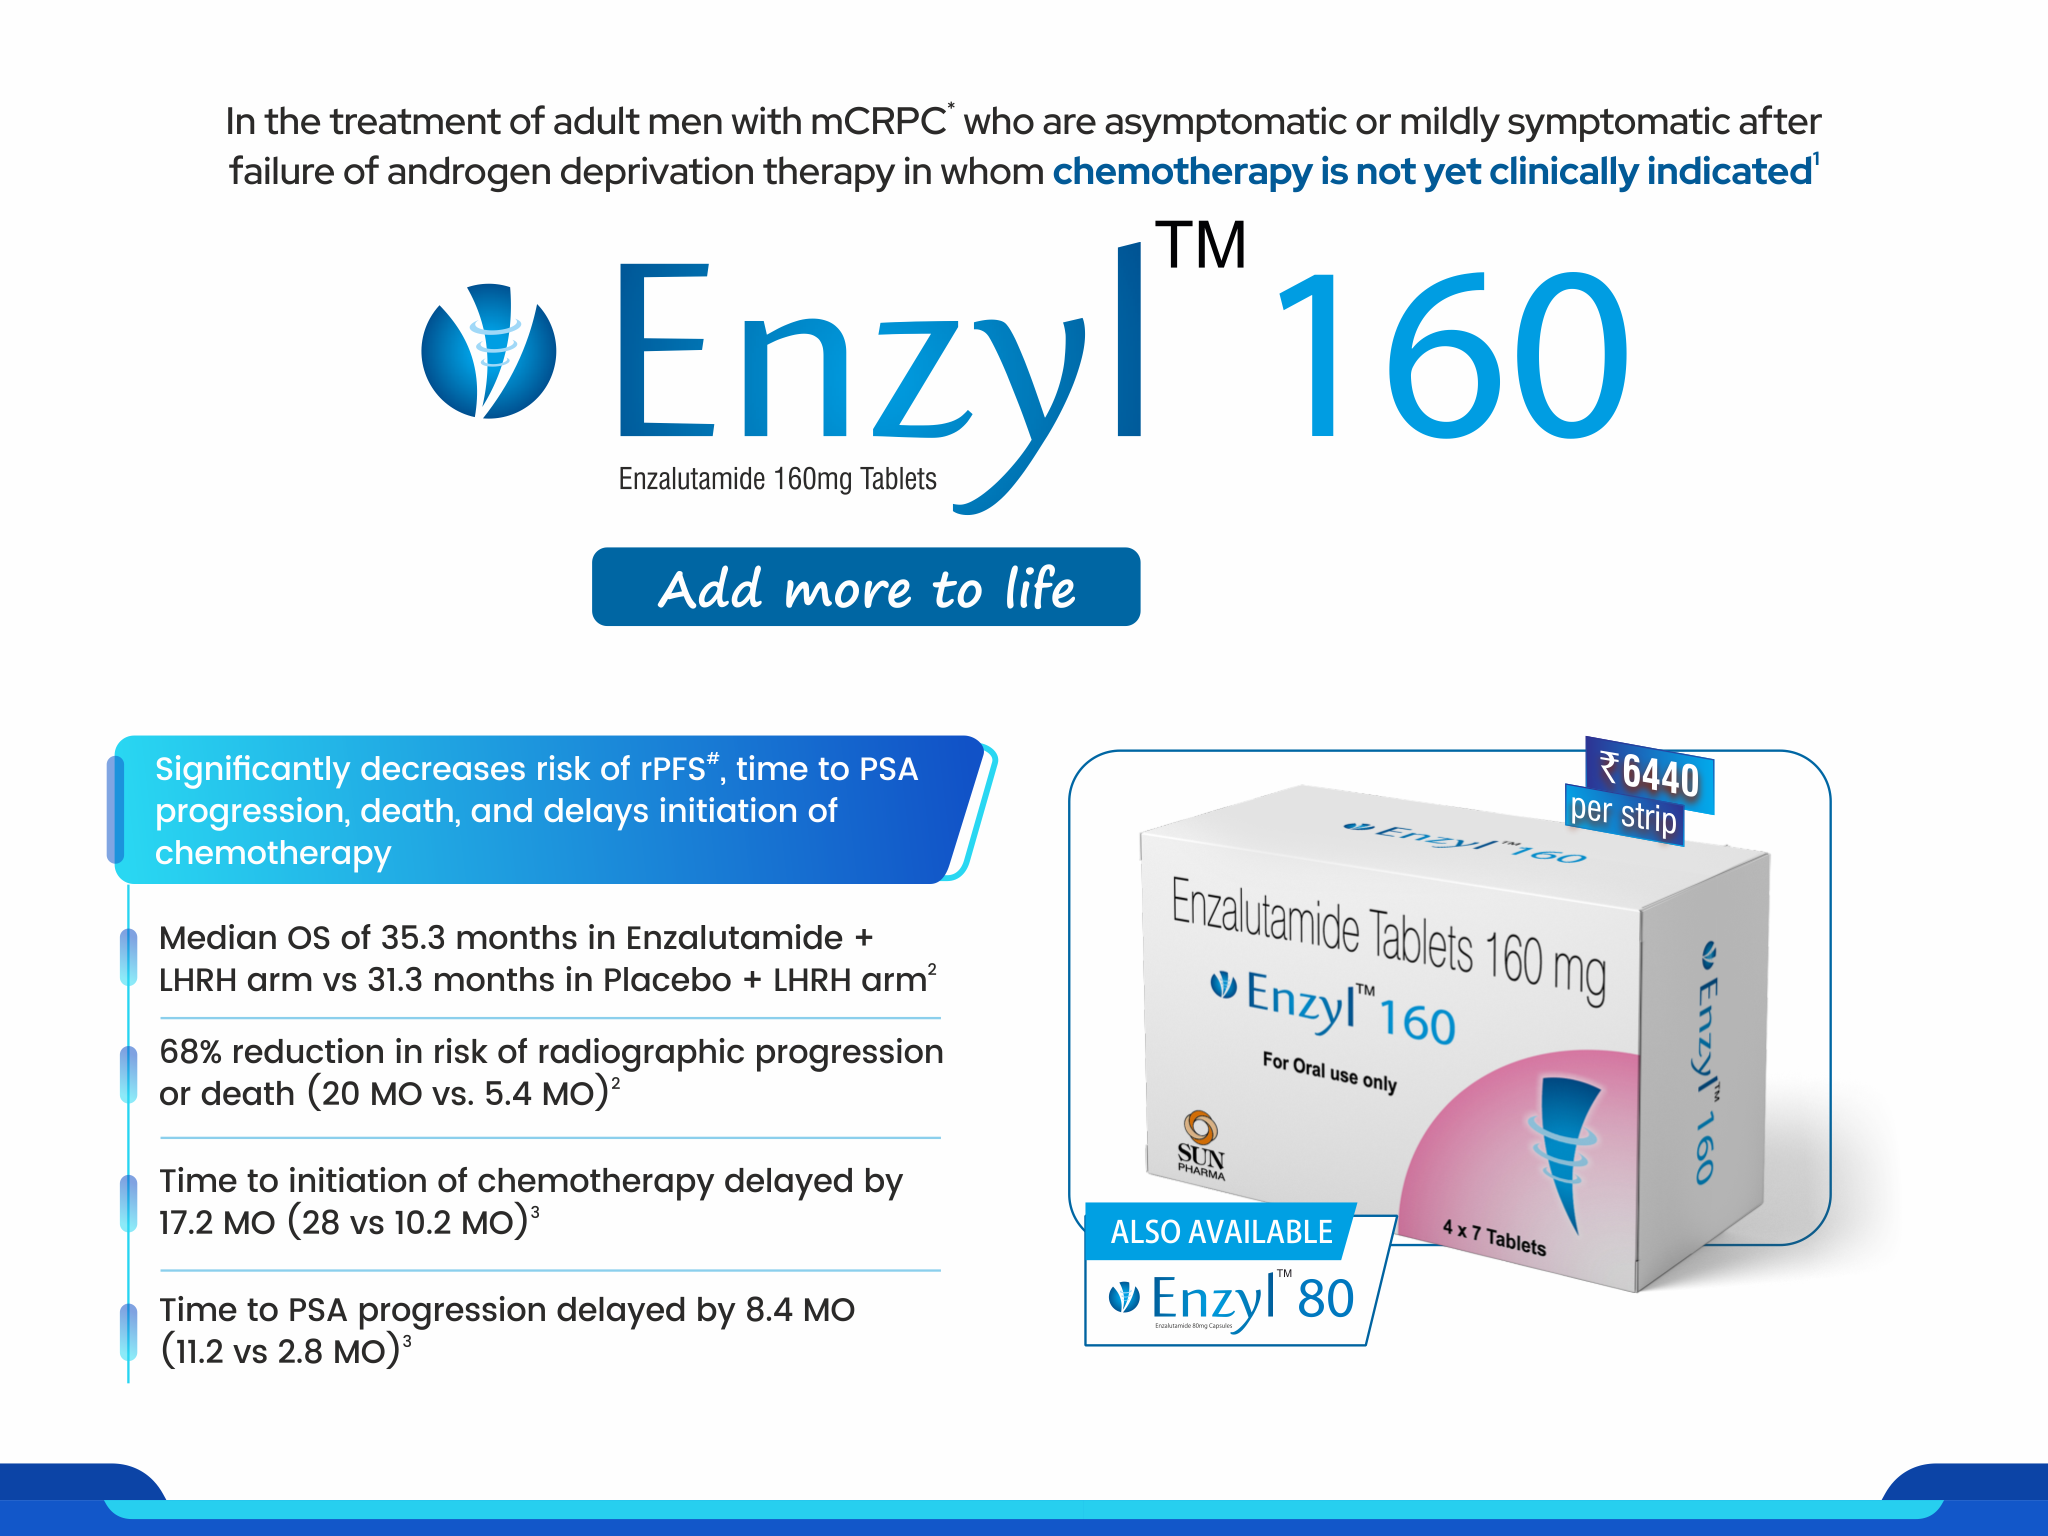 In the treatment of adult men with mCRPC* who are asymptomatic or mildly symptomatic after
failure of androgen deprivation therapy in whom chemotherapy is not yet clinically indicated¹
Enzyl™ 160
Enzalutamide 160mg Tablets
Add more to life
Significantly decreases risk of rPFS#, time to PSA
progression, death, and delays initiation of
chemotherapy
Median OS of 35.3 months in Enzalutamide +
LHRH arm vs 31.3 months in Placebo + LHRH arm²
68% reduction in risk of radiographic progression
or death (20 MO vs. 5.4 MO)²
Time to initiation of chemotherapy delayed by
17.2 MO (28 vs 10.2 MO)³
Time to PSA progression delayed by 8.4 MO
(11.2 vs 2.8 MO)³
₹6440
per strip
Enzyl™ 160
Enzalutamide Tablets 160 mg
Enzyl™ 160
For Oral use only
SUN
PHARMA
4 x 7 Tablets
Enzyl™ 160
ALSO AVAILABLE
Enzyl™ 80
Enzalutamide 80mg Capsules